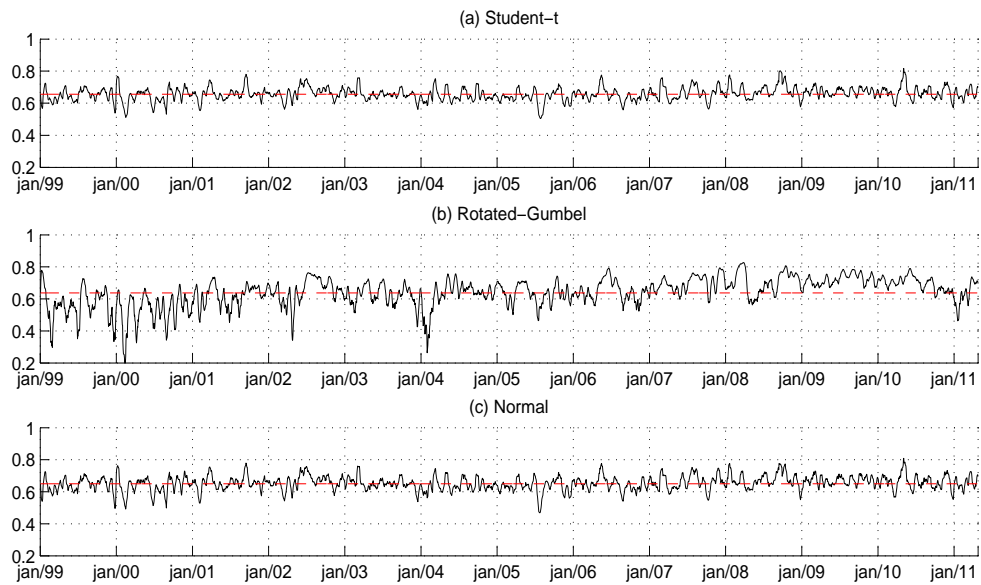 (a) Student−t
1
0.8
0.6
0.4
0.2
jan/99 jan/00 jan/01 jan/02 jan/03 jan/04 jan/05 jan/06 jan/07 jan/08 jan/09 jan/10 jan/11
(b) Rotated−Gumbel
1
0.8
0.6
0.4
0.2
jan/99 jan/00 jan/01 jan/02 jan/03 jan/04 jan/05 jan/06 jan/07 jan/08 jan/09 jan/10 jan/11
(c) Normal
1
0.8
0.6
0.4
0.2
jan/99 jan/00 jan/01 jan/02 jan/03 jan/04 jan/05 jan/06 jan/07 jan/08 jan/09 jan/10 jan/11